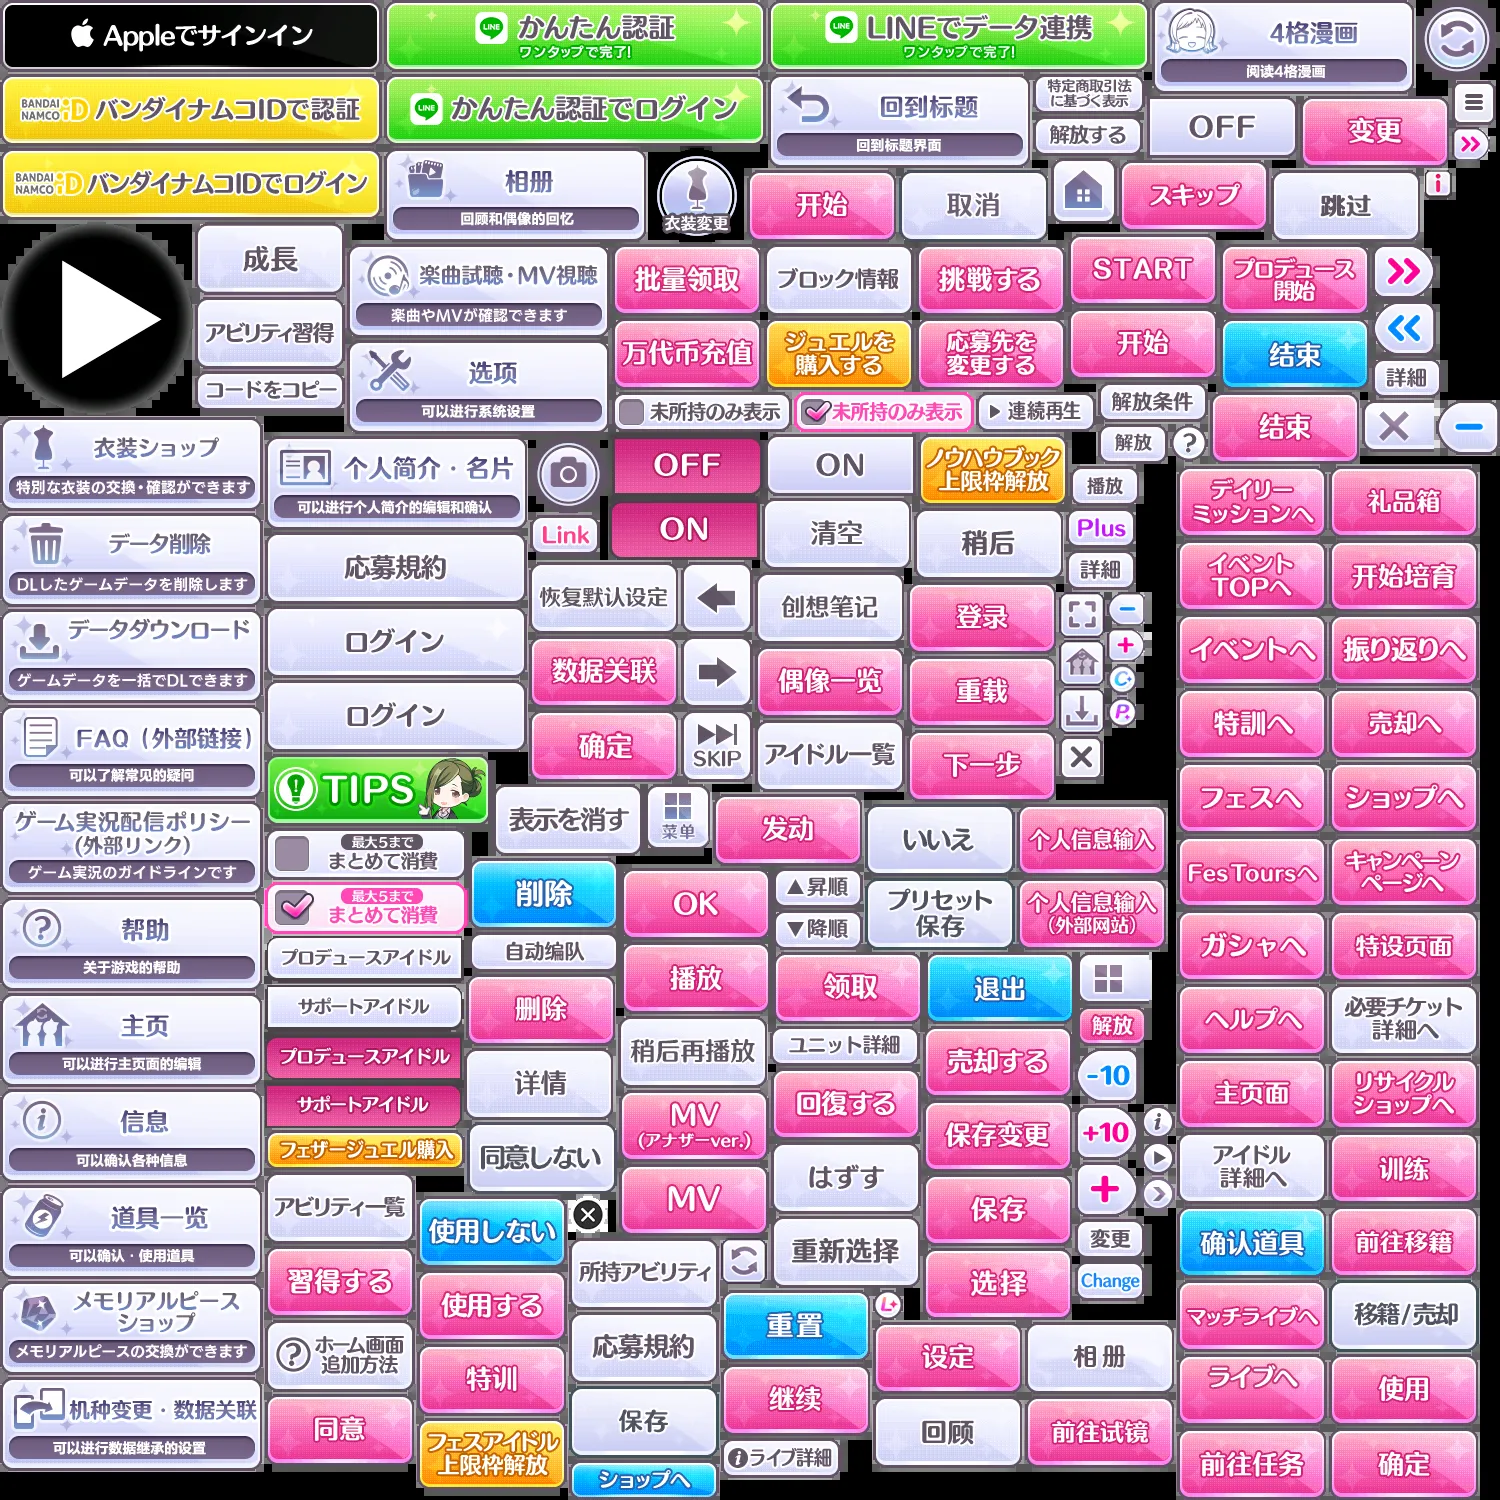 Appleでサインイン
LINE かんたん認証
ワンタップで完了!
LINE LINEでデータ連携
ワンタップで完了!
4格漫画
阅读4格漫画
BANDAI NAMCO iD バンダイナムコIDで認証
LINE かんたん認証でログイン
回到标题
回到标题界面
特定商取引法
に基づく表示
解放する
OFF
変更
BANDAI NAMCO iD バンダイナムコIDでログイン
相册
回顾和偶像的回忆
衣装変更
开始
取消
スキップ
跳过
成長
アビリティ習得
コードをコピー
楽曲試聴・MV視聴
楽曲やMVが確認できます
选项
可以进行系统设置
批量领取
ブロック情報
挑戦する
START
プロデュース
開始
万代币充值
ジュエルを
購入する
応募先を
変更する
开始
结束
詳細
未所持のみ表示
未所持のみ表示
連続再生
解放条件
解放
?
结束
衣装ショップ
特別な衣装の交換・確認ができます
データ削除
DLしたゲームデータを削除します
データダウンロード
ゲームデータを一括でDLできます
FAQ（外部链接）
可以了解常见的疑问
ゲーム実況配信ポリシー
(外部リンク)
ゲーム実況のガイドラインです
帮助
关于游戏的帮助
主页
可以进行主页面的编辑
信息
可以确认各种信息
道具一览
可以确认・使用道具
メモリアルピース
ショップ
メモリアルピースの交換ができます
机种变更・数据关联
可以进行数据继承的设置
个人简介・名片
可以进行个人简介的编辑和确认
応募規約
ログイン
ログイン
TIPS
Link
OFF
ON
ON
清空
ノウハウブック
上限枠解放
稍后
播放
Plus
詳細
恢复默认设定
创想笔记
登录
数据关联
偶像一览
重载
确定
SKIP
アイドル一覧
下一步
表示を消す
菜单
发动
いいえ
个人信息输入
最大5まで
まとめて消費
最大5まで
まとめて消費
削除
OK
昇順
降順
プリセット
保存
个人信息输入
（外部网站）
プロデュースアイドル
サポートアイドル
プロデュースアイドル
サポートアイドル
フェザージュエル購入
自动编队
删除
详情
同意しない
播放
稍后再播放
MV
(アナザーver.)
MV
领取
ユニット詳細
回復する
はずす
重新选择
退出
売却する
保存变更
保存
选择
解放
-10
+10
変更
Change
アビリティ一覧
習得する
? ホーム画面
追加方法
同意
使用しない
使用する
特训
フェスアイドル
上限枠解放
所持アビリティ
応募規約
保存
ショップへ
重置
继续
ライブ詳細
设定
相册
回顾
前往试镜
デイリー
ミッションへ
礼品箱
イベント
TOPへ
开始培育
イベントへ
振り返りへ
特訓へ
売却へ
フェスへ
ショップへ
FesToursへ
キャンペーン
ページへ
ガシャへ
特设页面
ヘルプへ
必要チケット
詳細へ
主页面
リサイクル
ショップへ
アイドル
詳細へ
训练
确认道具
前往移籍
マッチライブへ
移籍/売却
ライブへ
使用
前往任务
确定